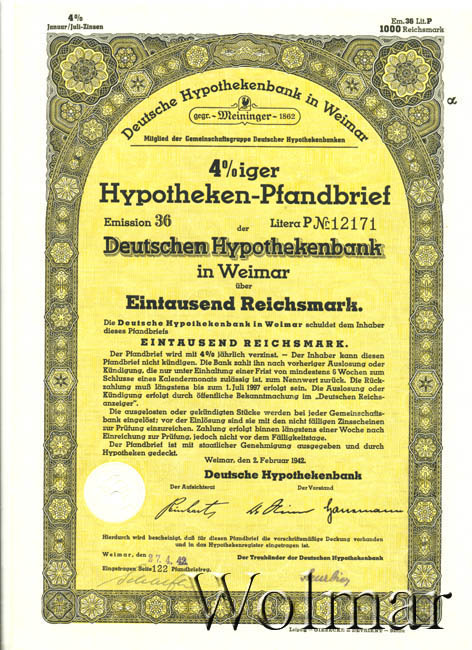 4%
Januar/Juli-Zinsen
Em. 36 Lit. P
1000 Reichsmark
Deutsche Hypothekenbank in Weimar
gegr. -Meininger- 1862
Mitglied der Gemeinschaftsgruppe Deutscher Hypothekenbanken
4%iger
Hypotheken-Pfandbrief
Emission 36 der Litera P № 12171
Deutschen Hypothekenbank
in Weimar
über
Eintausend Reichsmark.
Die Deutsche Hypothekenbank in Weimar schuldet dem Inhaber
dieses Pfandbriefs
EINTAUSEND REICHSMARK.
Der Pfandbrief wird mit 4% jährlich verzinst. – Der Inhaber kann diesen
Pfandbrief nicht kündigen. Die Bank zahlt ihn nach vorheriger Auslosung oder
Kündigung, die nur unter Einhaltung einer Frist von mindestens 6 Wochen zum
Schlusse eines Kalendermonats zulässig ist, zum Nennwert zurück. Die Rück-
zahlung muß längstens bis zum 1. Juli 1997 erfolgt sein. Die Auslosung oder
Kündigung erfolgt durch öffentliche Bekanntmachung im „Deutschen Reichs-
anzeiger".
Die ausgelosten oder gekündigten Stücke werden bei jeder Gemeinschafts-
bank eingelöst; vor der Einlösung sind sie mit den nicht fälligen Zinsscheinen
zur Prüfung einzureichen. Zahlung erfolgt binnen längstens einer Woche nach
Einreichung zur Prüfung, jedoch nicht vor dem Fälligkeitstage.
Der Pfandbrief ist mit staatlicher Genehmigung ausgegeben und durch
Hypotheken gedeckt.
Weimar, den 2. Februar 1942.
Deutsche Hypothekenbank
Der Aufsichtsrat Der Vorstand
Hierdurch wird bescheinigt, daß für diesen Pfandbrief die vorschriftsmäßige Deckung vorhanden
und in das Hypothekenregister eingetragen ist.
Weimar, den 27.4.42
Der Treuhänder der Deutschen Hypothekenbank
Eingetragen Seite 122 Pfandbriefreg.
Wolmar
Leipzig – GIESECKE & DEVRIENT – Berlin